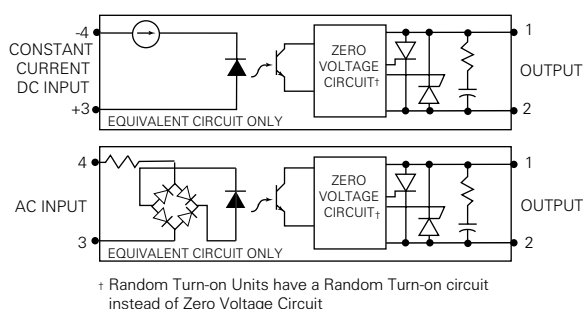 -4
1
CONSTANT
CURRENT
DC INPUT
ZERO
VOLTAGE
CIRCUIT†
OUTPUT
+3
2
EQUIVALENT CIRCUIT ONLY
4
1
AC INPUT
ZERO
VOLTAGE
CIRCUIT†
OUTPUT
3
2
EQUIVALENT CIRCUIT ONLY
† Random Turn-on Units have a Random Turn-on circuit
instead of Zero Voltage Circuit